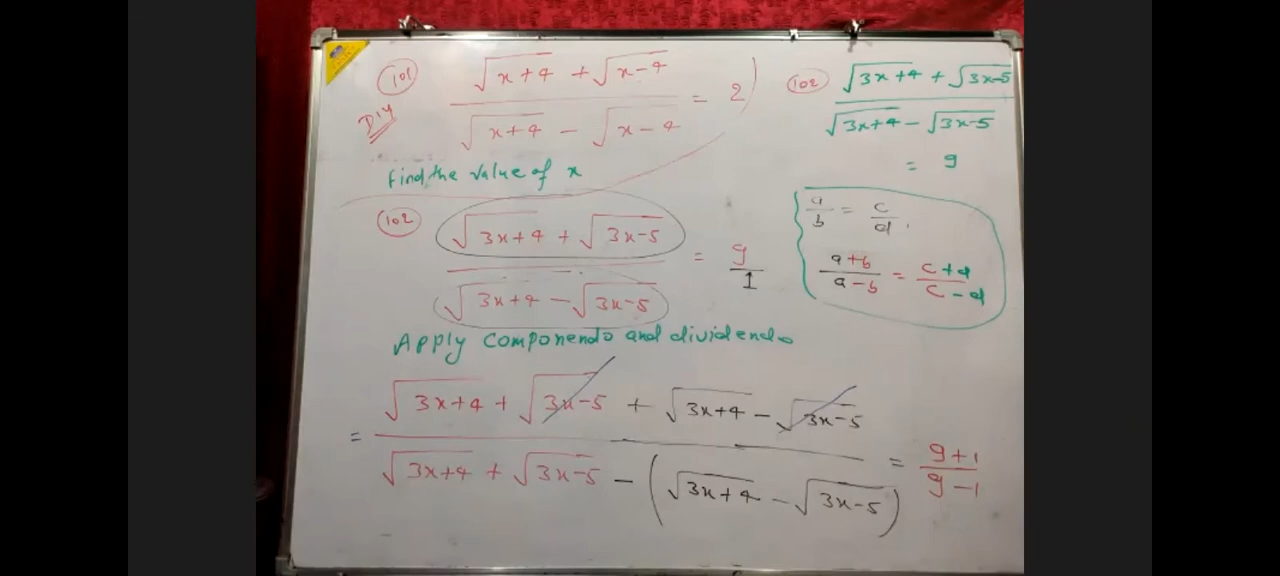 (101) (√(x+4) + √(x-4)) / (√(x+4) - √(x-4)) = 2
DIY
Find the value of x
(102) (√(3x+4) + √(3x-5)) / (√(3x+4) - √(3x-5))
= 9
(102) (√(3x+4) + √(3x-5)) / (√(3x+4) - √(3x-5)) = 9/1
a/b = c/d.
(a+b)/(a-b) = (c+d)/(c-d)
Apply componendo and dividendo
= (√(3x+4) + √(3x-5) + √(3x+4) - √(3x-5)) / (√(3x+4) + √(3x-5) - (√(3x+4) - √(3x-5))) = (9+1)/(9-1)